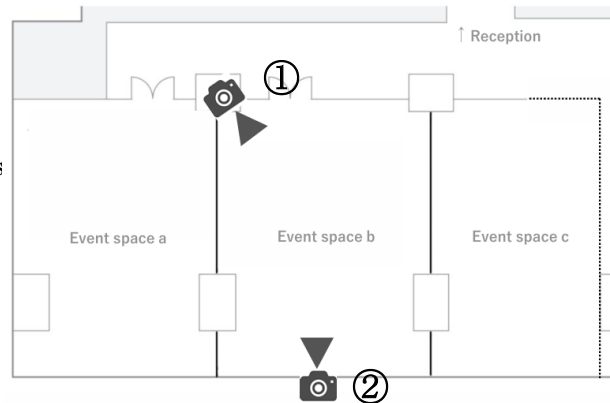 ①
↑ Reception
Event space a
Event space b
Event space c
②